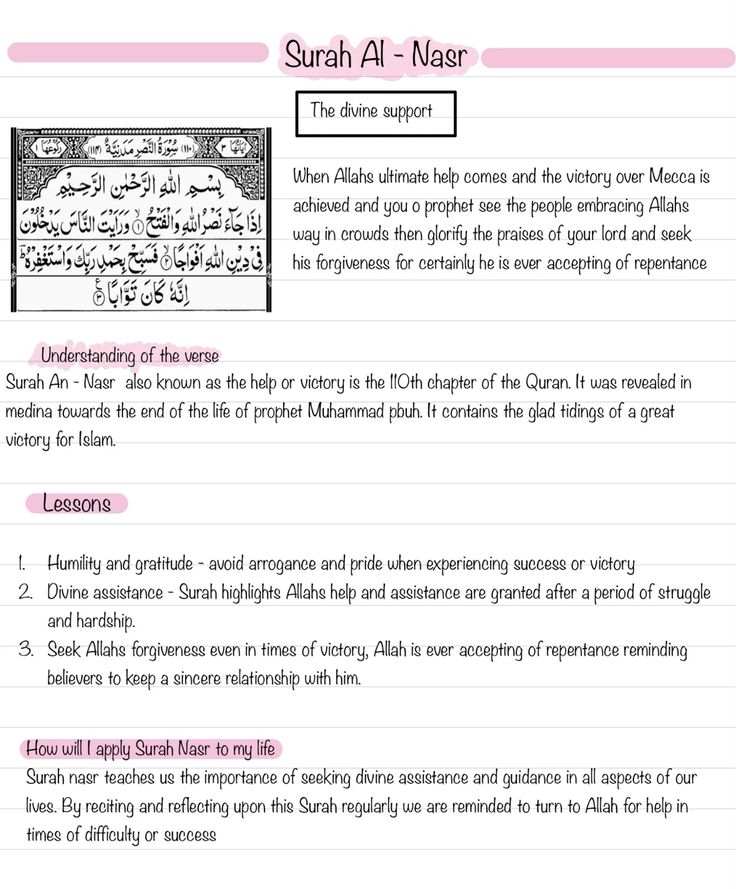 Surah Al - Nasr
The divine support
اٰيَاتُهَا ٣ (١١٠) سُوْرَةُ النَّصْرِ مَدَنِيَّةٌ (١١٤) رُكُوْعُهَا ١
بِسْمِ اللّٰهِ الرَّحْمٰنِ الرَّحِيْمِ
اِذَا جَآءَ نَصْرُ اللّٰهِ وَالْفَتْحُ ۝١ وَرَاَيْتَ النَّاسَ يَدْخُلُوْنَ
فِيْ دِيْنِ اللّٰهِ اَفْوَاجًا ۝٢ فَسَبِّحْ بِحَمْدِ رَبِّكَ وَاسْتَغْفِرْهُ ؕ
اِنَّهٗ كَانَ تَوَّابًا ۝٣
When Allahs ultimate help comes and the victory over Mecca is
achieved and you o prophet see the people embracing Allahs
way in crowds then glorify the praises of your lord and seek
his forgiveness for certainly he is ever accepting of repentance
Understanding of the verse
Surah An - Nasr also known as the help or victory is the 110th chapter of the Quran. It was revealed in
medina towards the end of the life of prophet Muhammad pbuh. It contains the glad tidings of a great
victory for Islam.
Lessons
1. Humility and gratitude - avoid arrogance and pride when experiencing success or victory
2. Divine assistance - Surah highlights Allahs help and assistance are granted after a period of struggle
and hardship.
3. Seek Allahs forgiveness even in times of victory, Allah is ever accepting of repentance reminding
believers to keep a sincere relationship with him.
How will I apply Surah Nasr to my life
Surah nasr teaches us the importance of seeking divine assistance and guidance in all aspects of our
lives. By reciting and reflecting upon this Surah regularly we are reminded to turn to Allah for help in
times of difficulty or success